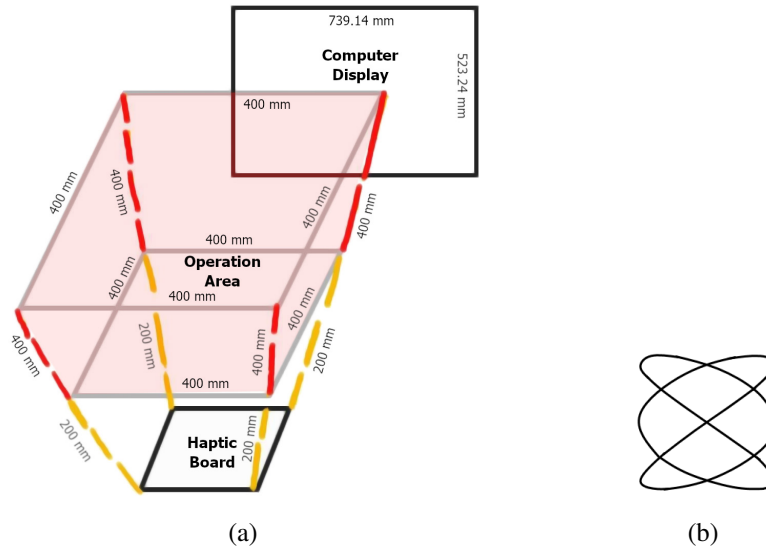 739.14 mm
Computer
Display
523.24 mm
400 mm
400 mm
400 mm
400 mm
400 mm
400 mm
Operation
Area
400 mm
400 mm
400 mm
400 mm
400 mm
400 mm
200 mm
200 mm
200 mm
200 mm
Haptic
Board
(a)
(b)